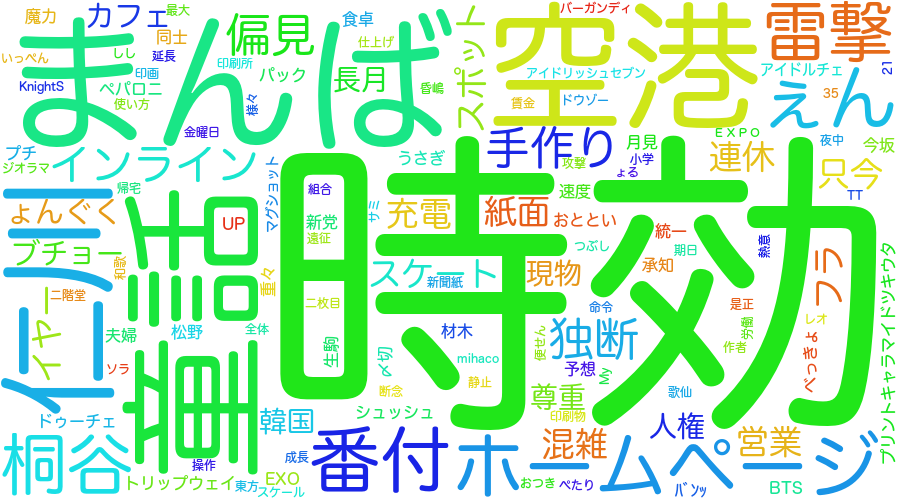 魔力
カフェ
最大
偏見
食卓
バーガンディ
空港
雷撃
まんば
同士
しし
延長
仕上げ
いっぺん
印画
印刷所
パック
長月
スポット
アイドリッシュセブン
アイドルチェ
21
KnightS
ペパロニ
使い方
様々
昏嶋
賃金
ドウゾー
35
えん
金曜日
EXPO
夜中
今坂
プチ
ジオラマ
インライン
うさぎ
手作り
攻撃
月見
小学
ょる
連休
只今
TT
帰宅
マグショット
組合
サミ
速度
仁川
童話
時効
ょんぐく
UP
新党
遠征
充電
紙面
おととい
統一
熱意
ブチョー
和歌
重々
スケート
新聞紙
現物
つぶし
承知
期日
フラ
プリントキャラマイドツキウタ
イヤー
二階堂
二枚目
命令
是正
労働
レオ
夫婦
松野
全体
生駒
材木
独断
作者
べっきょ
ソラ
〆切
mihaco
使せん
予想
My
断念
静止
尊重
歌仙
ドゥーチェ
韓国
シュッシュ
印刷物
人権
桐谷
番付
ホームページ
混雑
営業
操作
成長
トリップウェイ
東方
EXO
スケール
おつき
ぺたり
バンッ
BTS